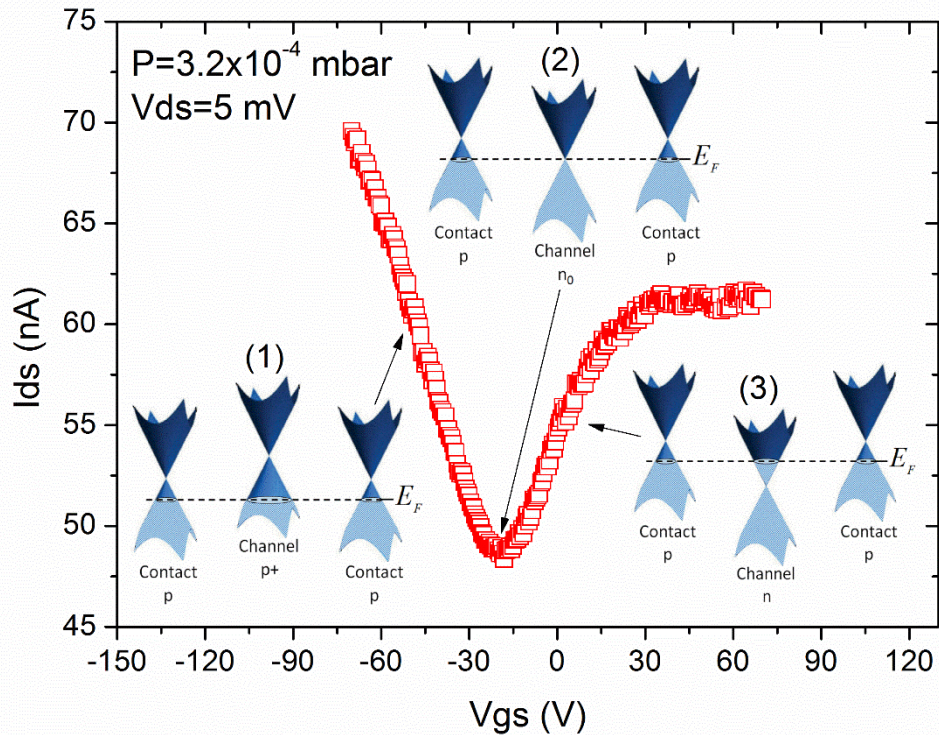 P=3.2x10⁻⁴ mbar
Vds=5 mV
(2)
E_F
Contact
p
Channel
n₀
Contact
p
(1)
E_F
Contact
p
Channel
p+
Contact
p
(3)
E_F
Contact
p
Channel
n
Contact
p
75
70
65
60
55
50
45
Ids (nA)
-150 -120 -90 -60 -30 0 30 60 90 120
Vgs (V)